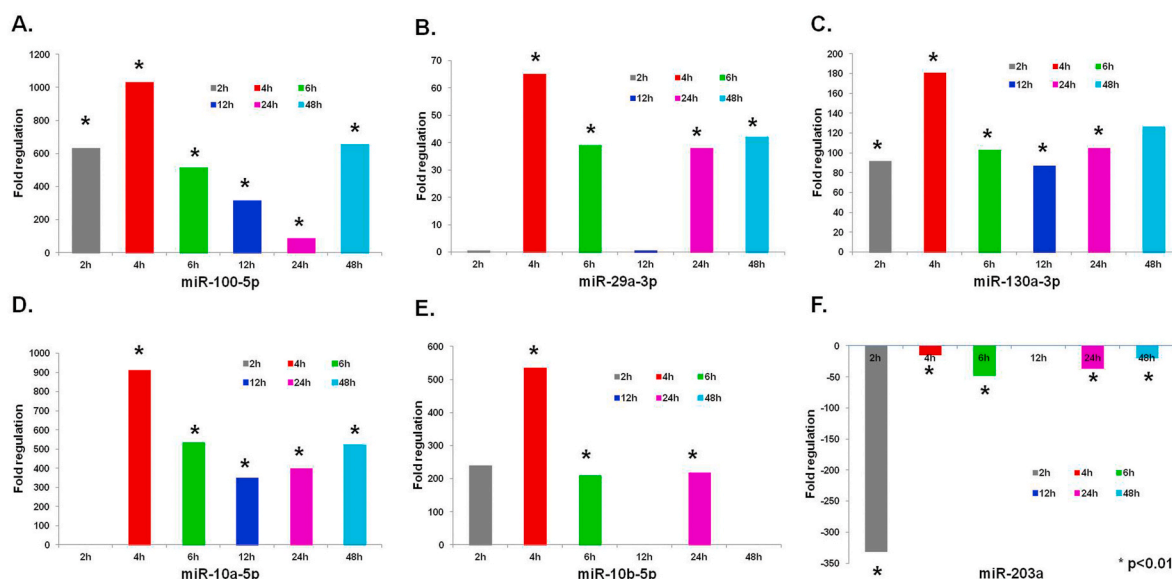 A.
Fold regulation
1200
1000
800
600
400
200
0
2h 4h 6h
12h 24h 48h
* * * * * *
2h 4h 6h 12h 24h 48h
miR-100-5p
B.
Fold regulation
70
60
50
40
30
20
10
0
2h 4h 6h
12h 24h 48h
* * * *
2h 4h 6h 12h 24h 48h
miR-29a-3p
C.
Fold regulation
200
180
160
140
120
100
80
60
40
20
0
2h 4h 6h
12h 24h 48h
* * * * *
2h 4h 6h 12h 24h 48h
miR-130a-3p
D.
Fold regulation
1000
900
800
700
600
500
400
300
200
100
0
2h 4h 6h
12h 24h 48h
* * * * *
2h 4h 6h 12h 24h 48h
miR-10a-5p
E.
Fold regulation
600
500
400
300
200
100
0
2h 4h 6h
12h 24h 48h
* * *
2h 4h 6h 12h 24h 48h
miR-10b-5p
F.
Fold regulation
0
-50
-100
-150
-200
-250
-300
-350
2h 4h 6h 12h 24h 48h
* * * * *
2h 4h 6h
12h 24h 48h
miR-203a
* p<0.01